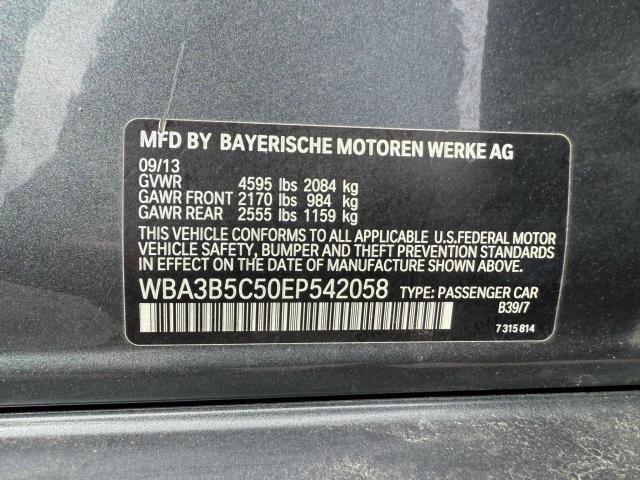 MFD BY BAYERISCHE MOTOREN WERKE AG
09/13
GVWR 4595 lbs 2084 kg
GAWR FRONT 2170 lbs 984 kg
GAWR REAR 2555 lbs 1159 kg
THIS VEHICLE CONFORMS TO ALL APPLICABLE U.S.FEDERAL MOTOR
VEHICLE SAFETY, BUMPER AND THEFT PREVENTION STANDARDS
IN EFFECT ON THE DATE OF MANUFACTURE SHOWN ABOVE.
WBA3B5C50EP542058 TYPE: PASSENGER CAR
B39/7
7 315 814